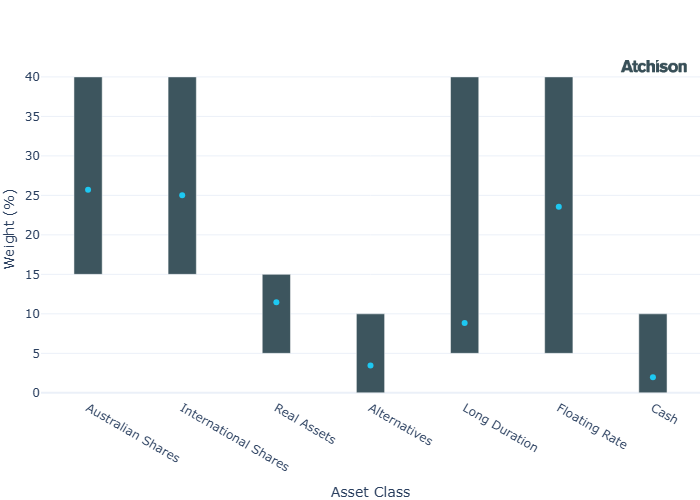 Atchison
40
35
30
25
20
15
10
5
0
Weight (%)
Australian Shares
International Shares
Real Assets
Alternatives
Long Duration
Floating Rate
Cash
Asset Class